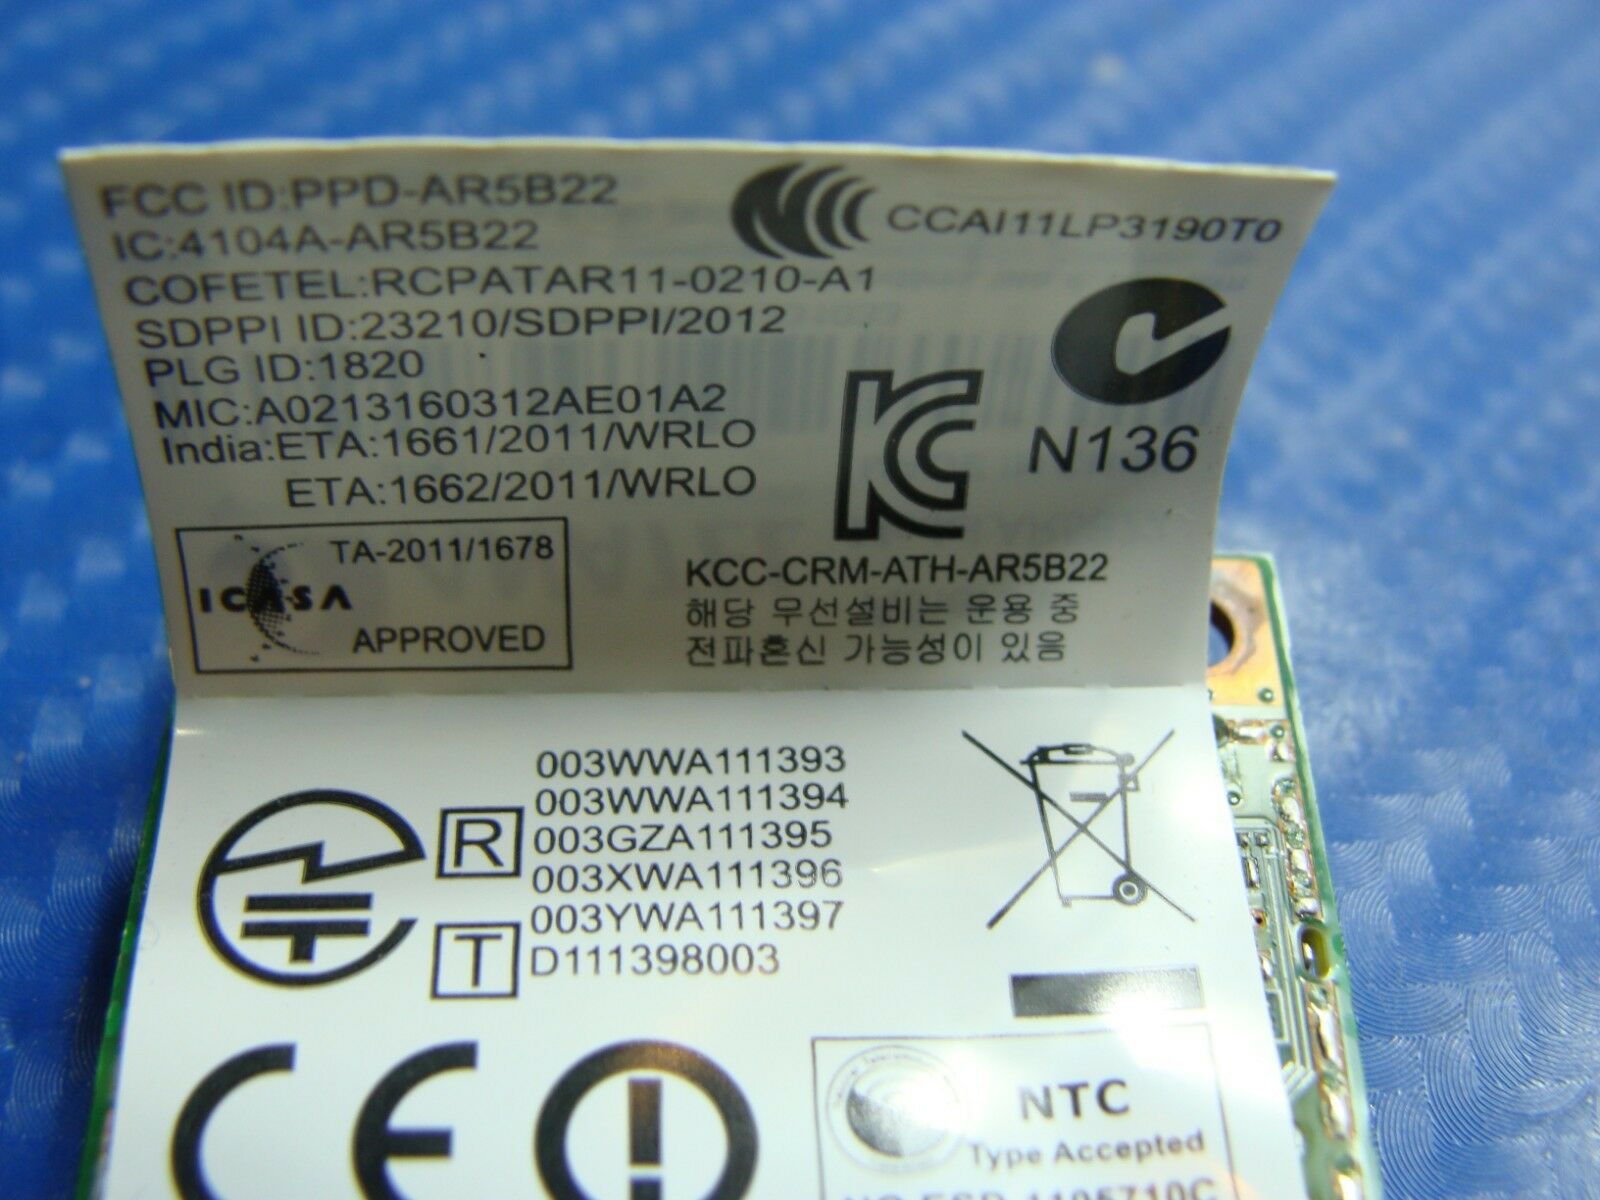 FCC ID:PPD-AR5B22
IC:4104A-AR5B22
COFETEL:RCPATAR11-0210-A1
SDPPI ID:23210/SDPPI/2012
PLG ID:1820
MIC:A0213160312AE01A2
India:ETA:1661/2011/WRLO
ETA:1662/2011/WRLO
CCAI11LP3190T0
N136
KC
TA-2011/1678
ICASA
APPROVED
KCC-CRM-ATH-AR5B22
해당 무선설비는 운용 중
전파혼신 가능성이 있음
R
T
003WWA111393
003WWA111394
003GZA111395
003XWA111396
003YWA111397
D111398003
CE
NTC
Type Accepted